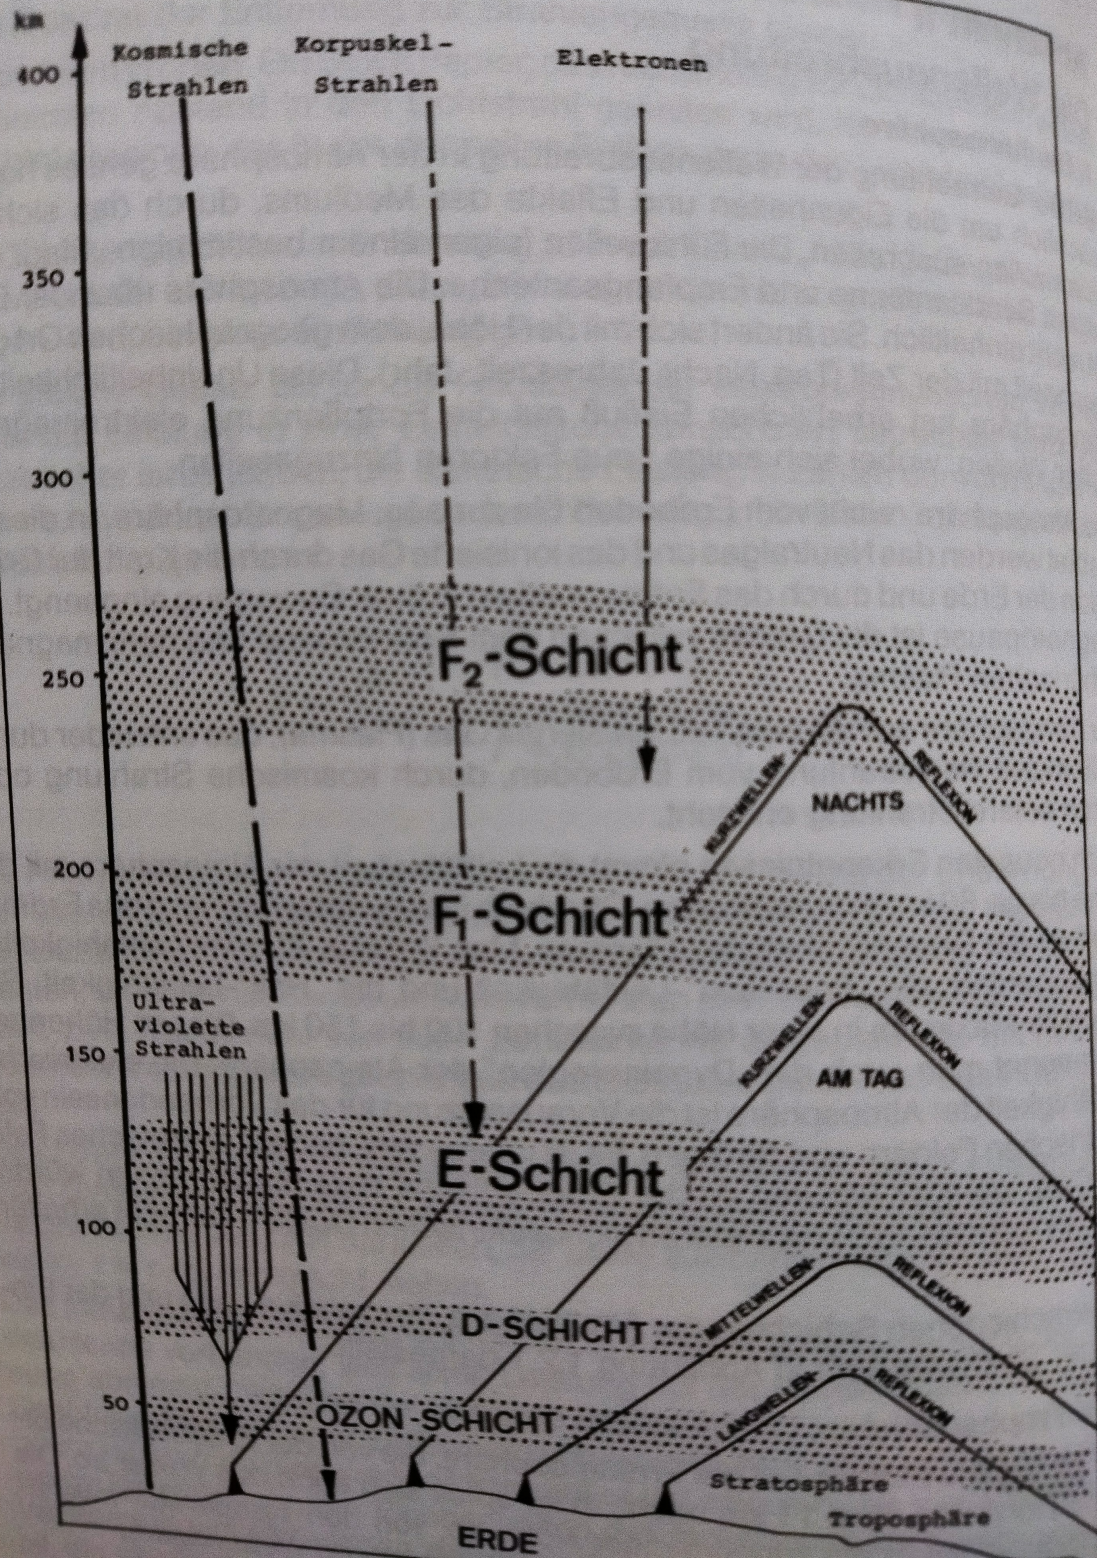 km
400
Kosmische
Strahlen
Korpuskel-
Strahlen
Elektronen
350
300
F2-Schicht
250
KURZWELLEN-
REFLEXION
NACHTS
200
F1-Schicht
Ultra-
violette
Strahlen
150
KURZWELLEN-
REFLEXION
AM TAG
E-Schicht
100
MITTELWELLEN-
REFLEXION
D-SCHICHT
50
LANGWELLEN-
REFLEXION
OZON-SCHICHT
Stratosphäre
Troposphäre
ERDE